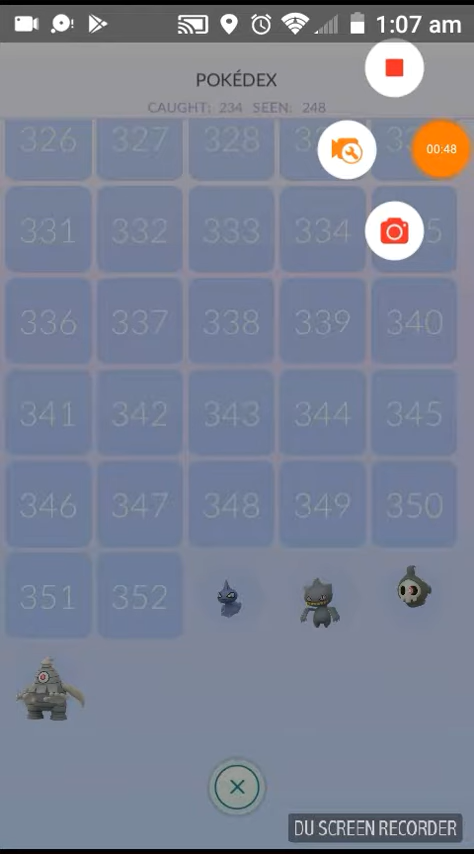 1:07 am
POKÉDEX
CAUGHT: 234 SEEN: 248
00:48
326 327 328
331 332 333 334
336 337 338 339 340
341 342 343 344 345
346 347 348 349 350
351 352
DU SCREEN RECORDER